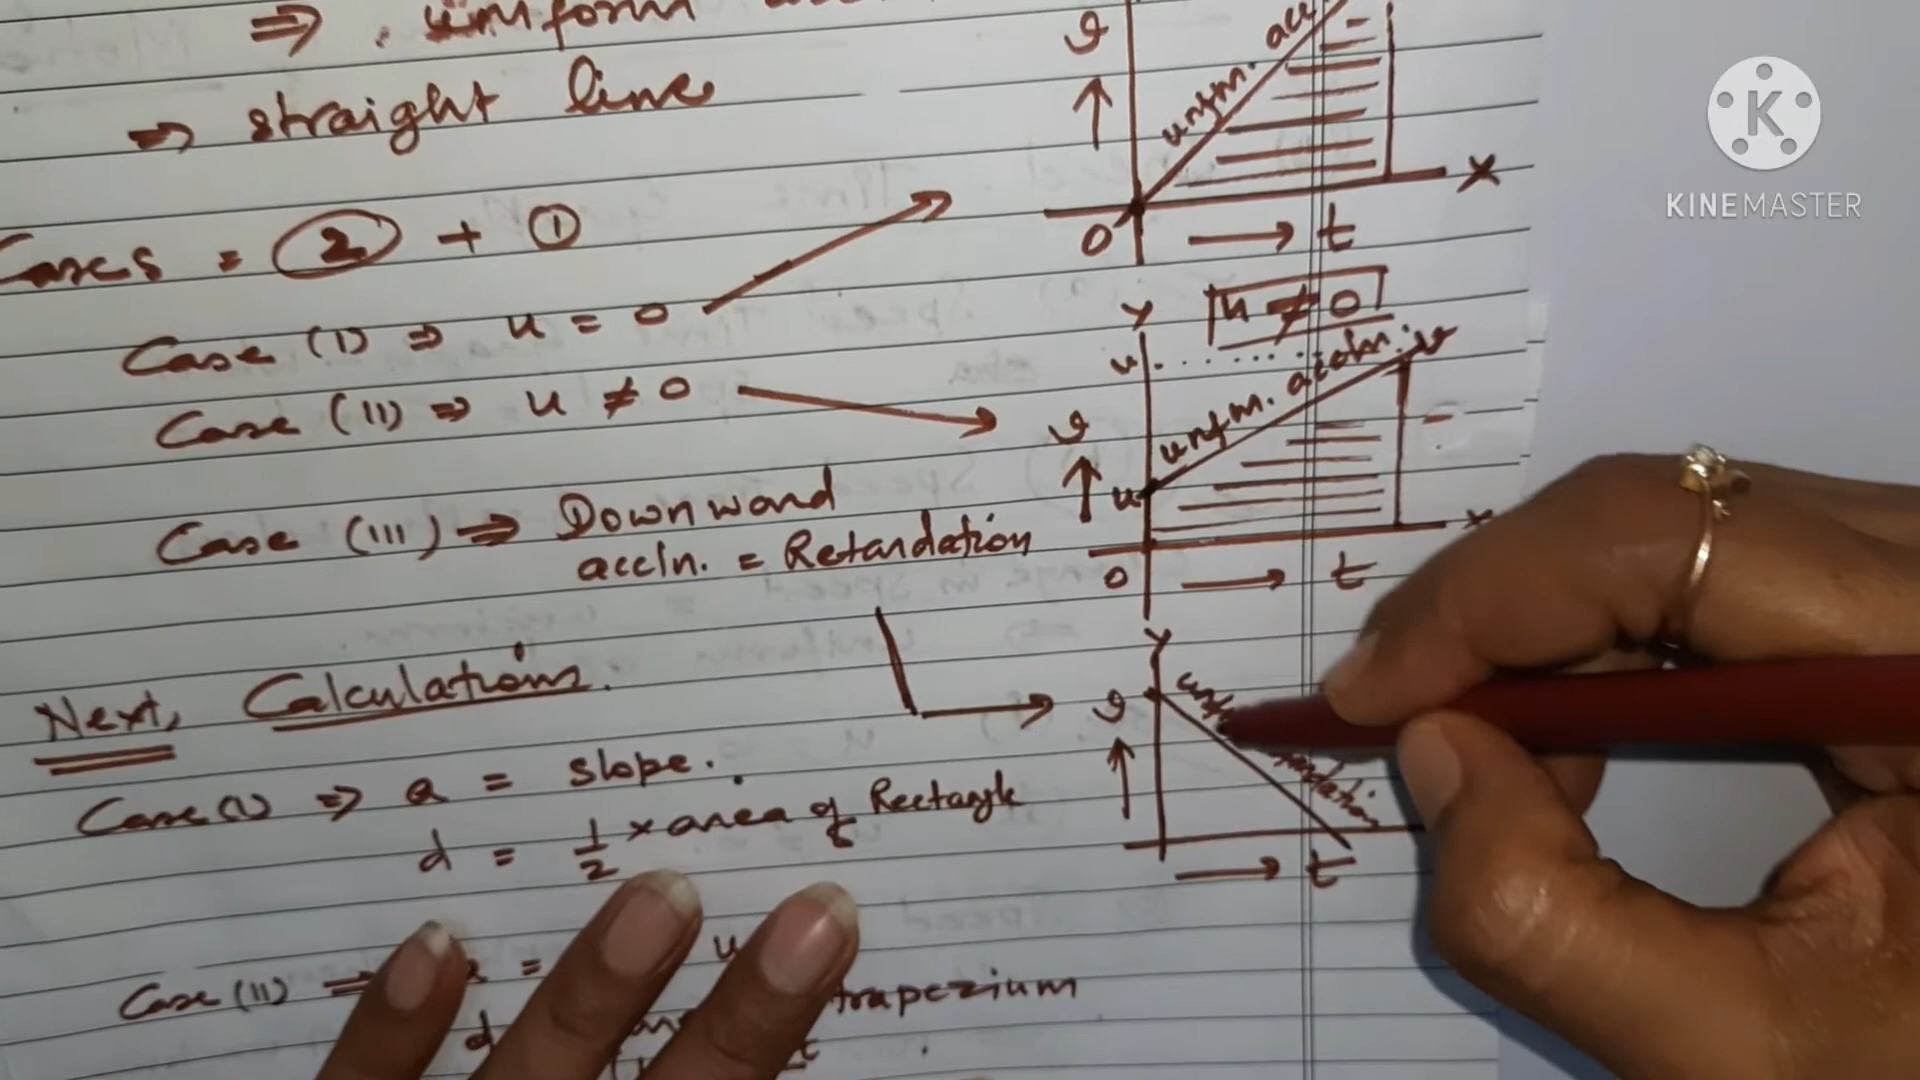 ⇒ . uniform
⇒ straight line
Cases = 2 + 1
Case (I) ⇒ u = 0
Case (II) ⇒ u ≠ 0
Case (III) ⇒ Downward
accln. = Retardation
Next, Calculations.
Case (I) ⇒ a = slope.
d = 1/2 × area of Rectangle
Case (II) ⇒ =
u
d
trapezium
v
unfm. acc
X
O → t
Y
u ≠ 0
v
unfm. accln. v
v
u
X
O → t
Y
v
→ t
K
KINEMASTER